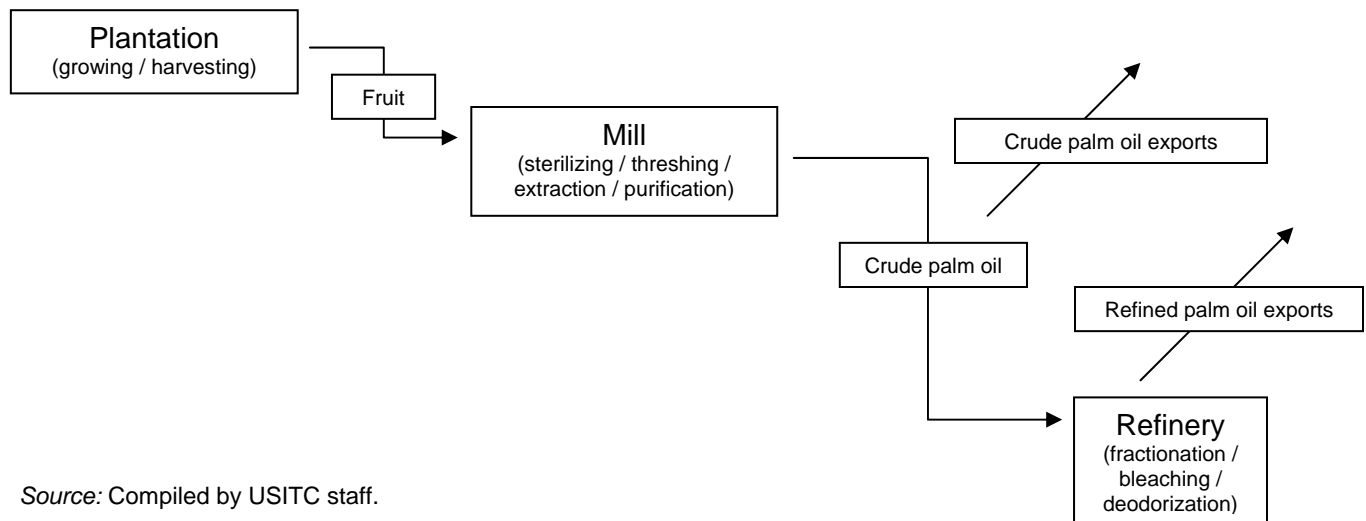 Plantation
(growing / harvesting)
Fruit
Mill
(sterilizing / threshing /
extraction / purification)
Crude palm oil exports
Crude palm oil
Refined palm oil exports
Refinery
(fractionation /
bleaching /
deodorization)
Source: Compiled by USITC staff.